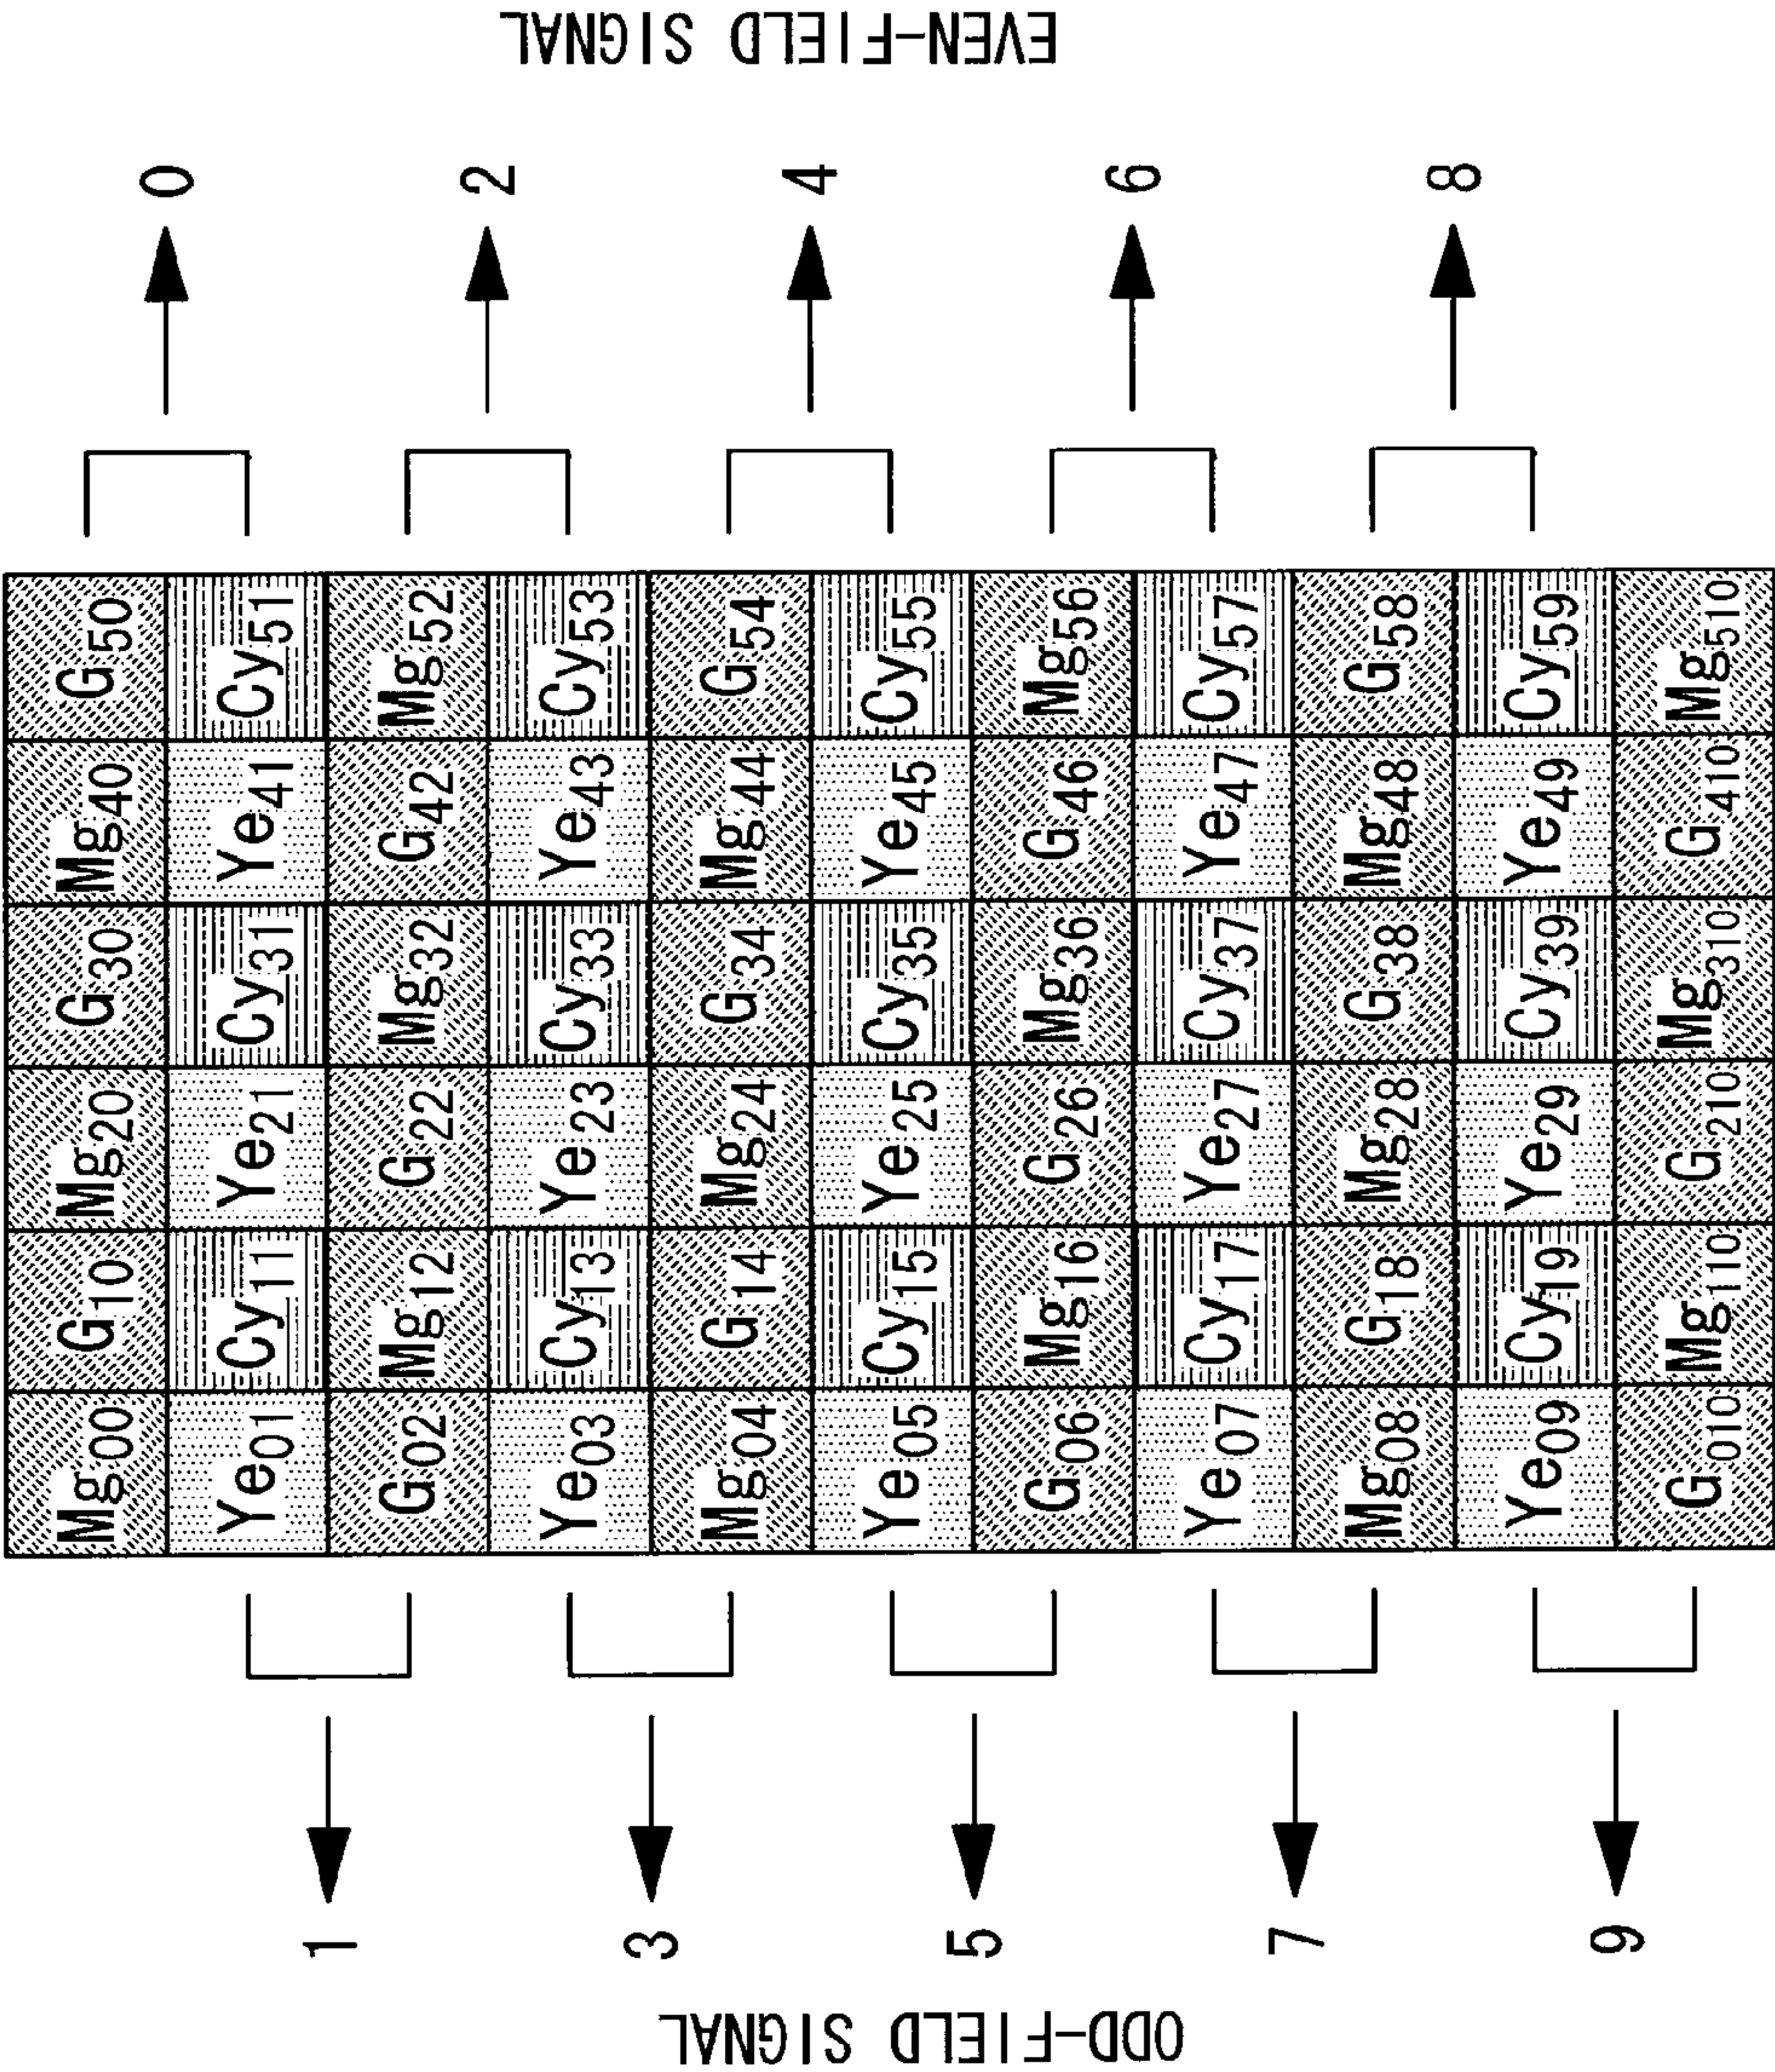 ODD-FIELD SIGNAL
EVEN-FIELD SIGNAL
Mg00 G10 Mg20 G30 Mg40 G50
0
Ye01 Cy11 Ye21 Cy31 Ye41 Cy51
1
G02 Mg12 G22 Mg32 G42 Mg52
2
Ye03 Cy13 Ye23 Cy33 Ye43 Cy53
3
Mg04 G14 Mg24 G34 Mg44 G54
4
Ye05 Cy15 Ye25 Cy35 Ye45 Cy55
5
G06 Mg16 G26 Mg36 G46 Mg56
6
Ye07 Cy17 Ye27 Cy37 Ye47 Cy57
7
Mg08 G18 Mg28 G38 Mg48 G58
8
Ye09 Cy19 Ye29 Cy39 Ye49 Cy59
9
G010 Mg110 G210 Mg310 G410 Mg510